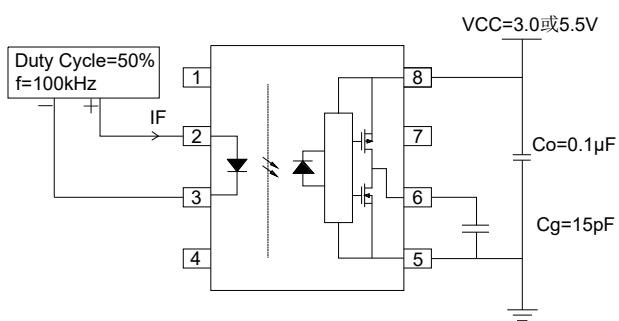 VCC=3.0或5.5V
Duty Cycle=50%
f=100kHz
− +
IF
1
2
3
4
8
7
6
5
Co=0.1μF
Cg=15pF